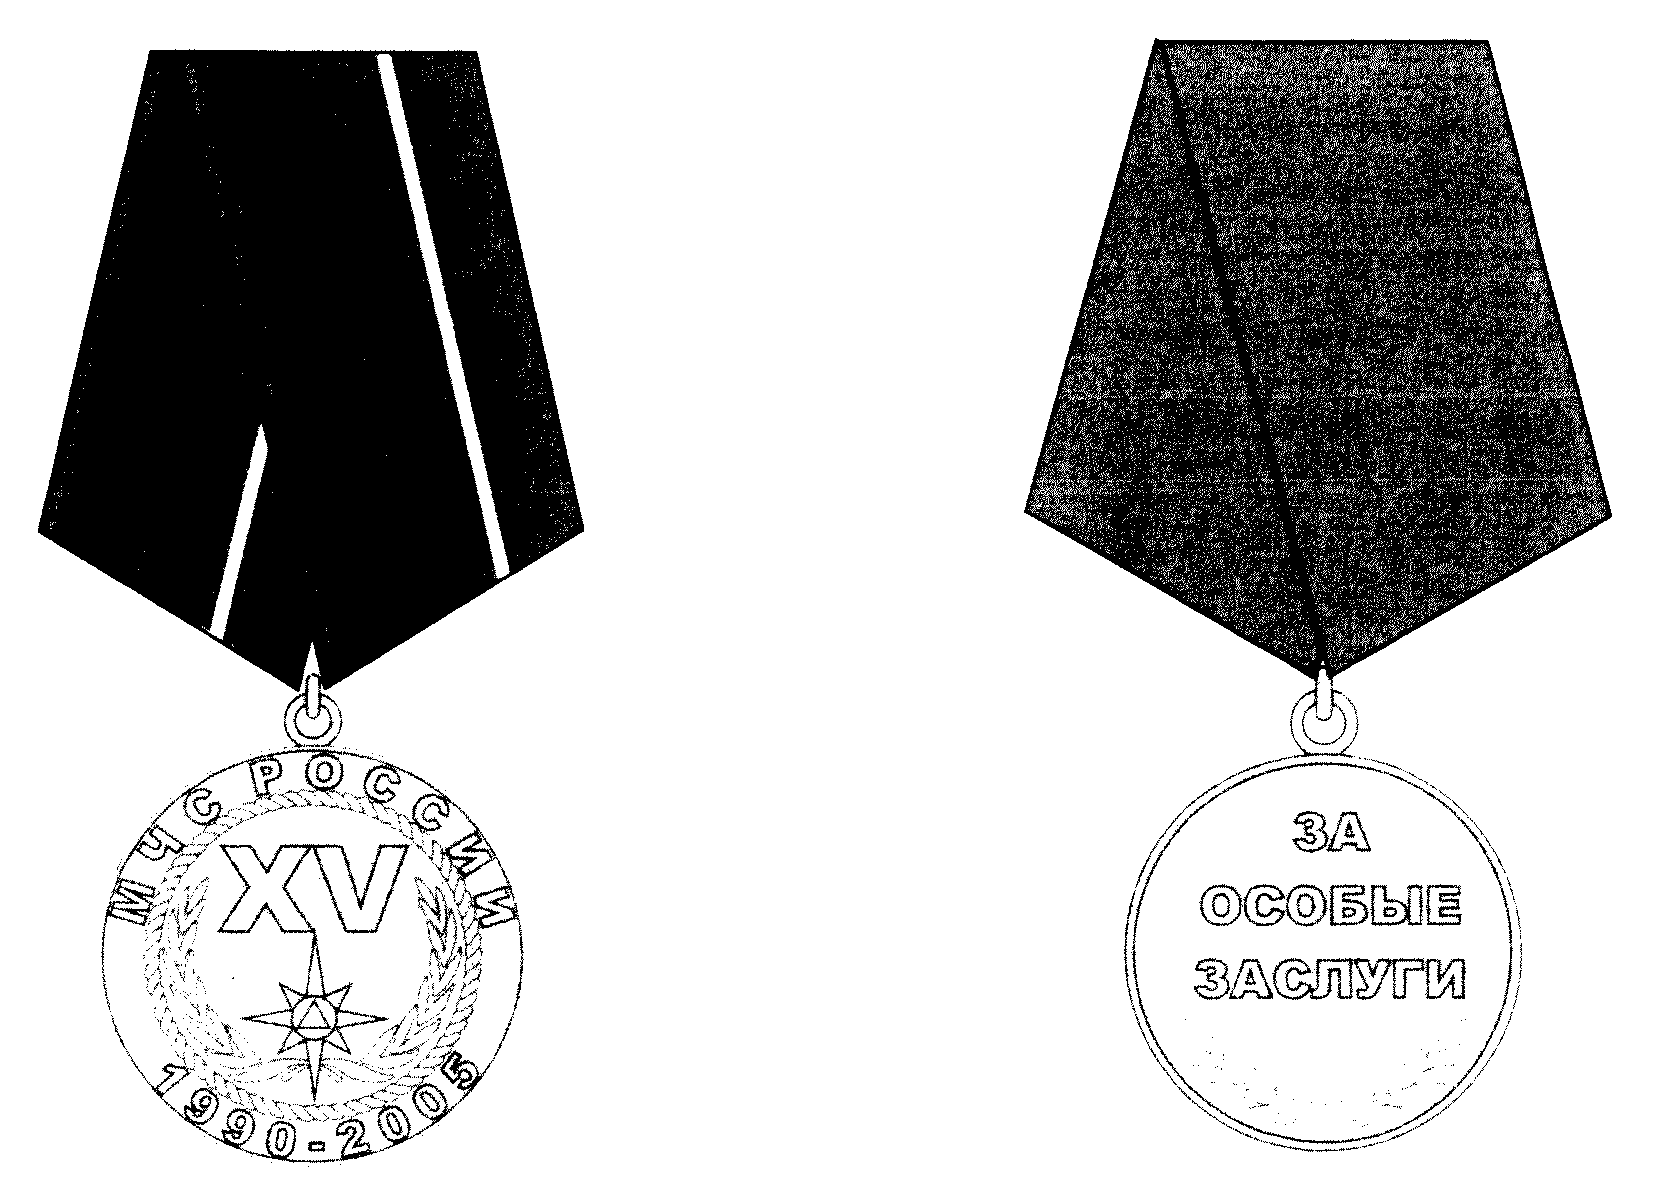 МЧС РОССИИ
XV
1990-2005
ЗА
ОСОБЫЕ
ЗАСЛУГИ